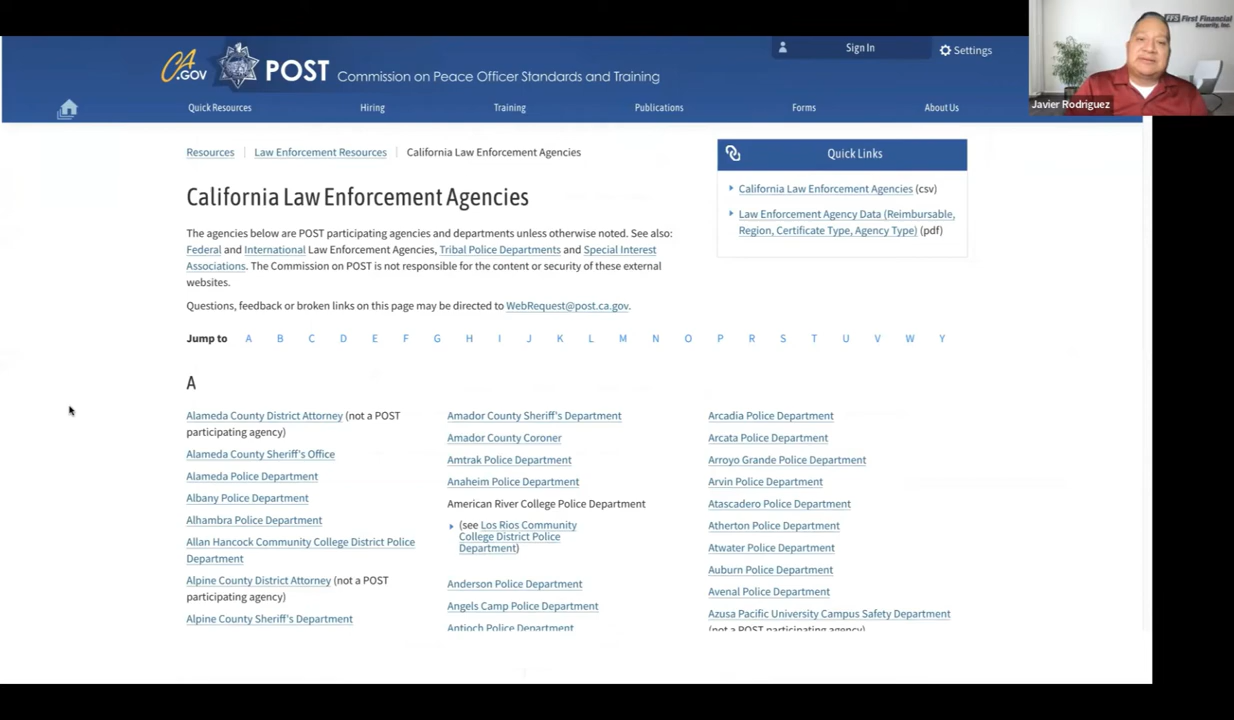 CA
.GOV
POST Commission on Peace Officer Standards and Training
Sign In
Settings
FFS First Financial
Security, Inc.
Javier Rodriguez
Quick Resources
Hiring
Training
Publications
Forms
About Us
Resources | Law Enforcement Resources | California Law Enforcement Agencies
Quick Links
California Law Enforcement Agencies (csv)
Law Enforcement Agency Data (Reimbursable,
Region, Certificate Type, Agency Type) (pdf)
California Law Enforcement Agencies
The agencies below are POST participating agencies and departments unless otherwise noted. See also:
Federal and International Law Enforcement Agencies, Tribal Police Departments and Special Interest
Associations. The Commission on POST is not responsible for the content or security of these external
websites.
Questions, feedback or broken links on this page may be directed to WebRequest@post.ca.gov.
Jump to A B C D E F G H I J K L M N O P R S T U V W Y
A
Alameda County District Attorney (not a POST
participating agency)
Alameda County Sheriff's Office
Alameda Police Department
Albany Police Department
Alhambra Police Department
Allan Hancock Community College District Police
Department
Alpine County District Attorney (not a POST
participating agency)
Alpine County Sheriff's Department
Amador County Sheriff's Department
Amador County Coroner
Amtrak Police Department
Anaheim Police Department
American River College Police Department
(see Los Rios Community
College District Police
Department)
Anderson Police Department
Angels Camp Police Department
Antioch Police Department
Arcadia Police Department
Arcata Police Department
Arroyo Grande Police Department
Arvin Police Department
Atascadero Police Department
Atherton Police Department
Atwater Police Department
Auburn Police Department
Avenal Police Department
Azusa Pacific University Campus Safety Department
(not a POST participating agency)